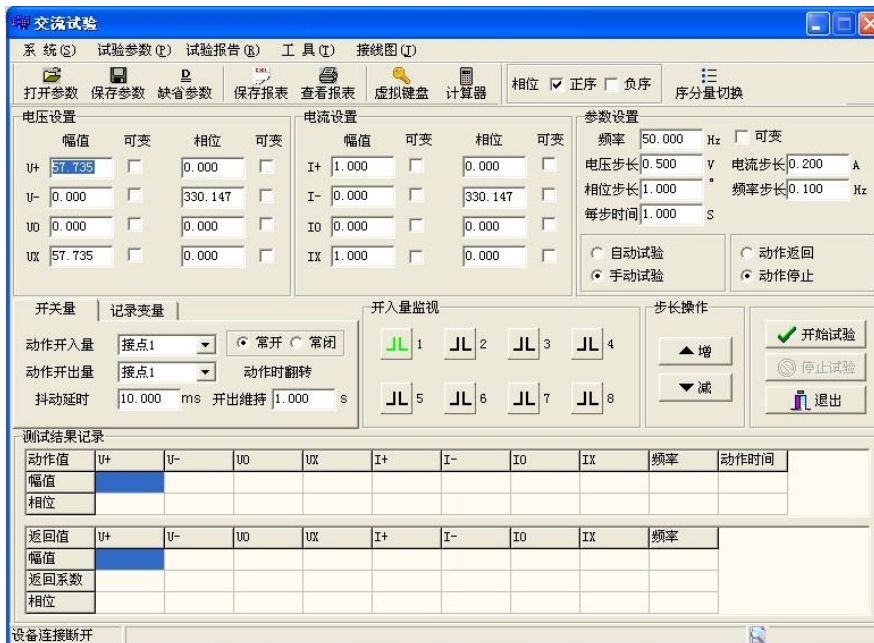 交流试验
系 统(S) 试验参数(P) 试验报告(R) 工 具(T) 接线图(T)
打开参数 保存参数 缺省参数 保存报表 查看报表 虚拟键盘 计算器 相位 正序 负序 序分量切换
电压设置 电流设置 参数设置
幅值 可变 相位 可变 幅值 可变 相位 可变 频率 50.000 Hz 可变
U+ 57.735 0.000 I+ 1.000 0.000 电压步长 0.500 V 电流步长 0.200 A
U- 0.000 330.147 I- 0.000 330.147 相位步长 1.000 ° 频率步长 0.100 Hz
U0 0.000 0.000 I0 0.000 0.000 每步时间 1.000 S
UX 57.735 0.000 IX 1.000 0.000 自动试验 动作返回
手动试验 动作停止
开关量 记录变量 开入量监视 步长操作
动作开入量 接点1 常开 常闭 1 2 3 4 增 开始试验
动作开出量 接点1 动作时翻转 减 停止试验
抖动延时 10.000 ms 开出维持 1.000 s 5 6 7 8 退出
测试结果记录
动作值 U+ U- U0 UX I+ I- I0 IX 频率 动作时间
幅值
相位
返回值 U+ U- U0 UX I+ I- I0 IX 频率
幅值
返回系数
相位
设备连接断开